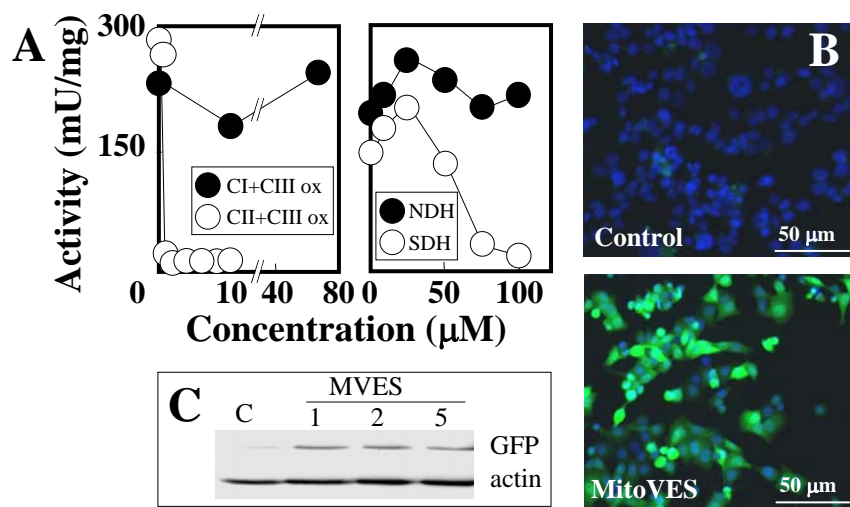 A
300
150
Activity (mU/mg)
CI+CIII ox
CII+CIII ox
NDH
SDH
0 10 40 80 0 50 100
Concentration (μM)
B
Control
50 μm
MitoVES
50 μm
C
MVES
C 1 2 5
GFP
actin